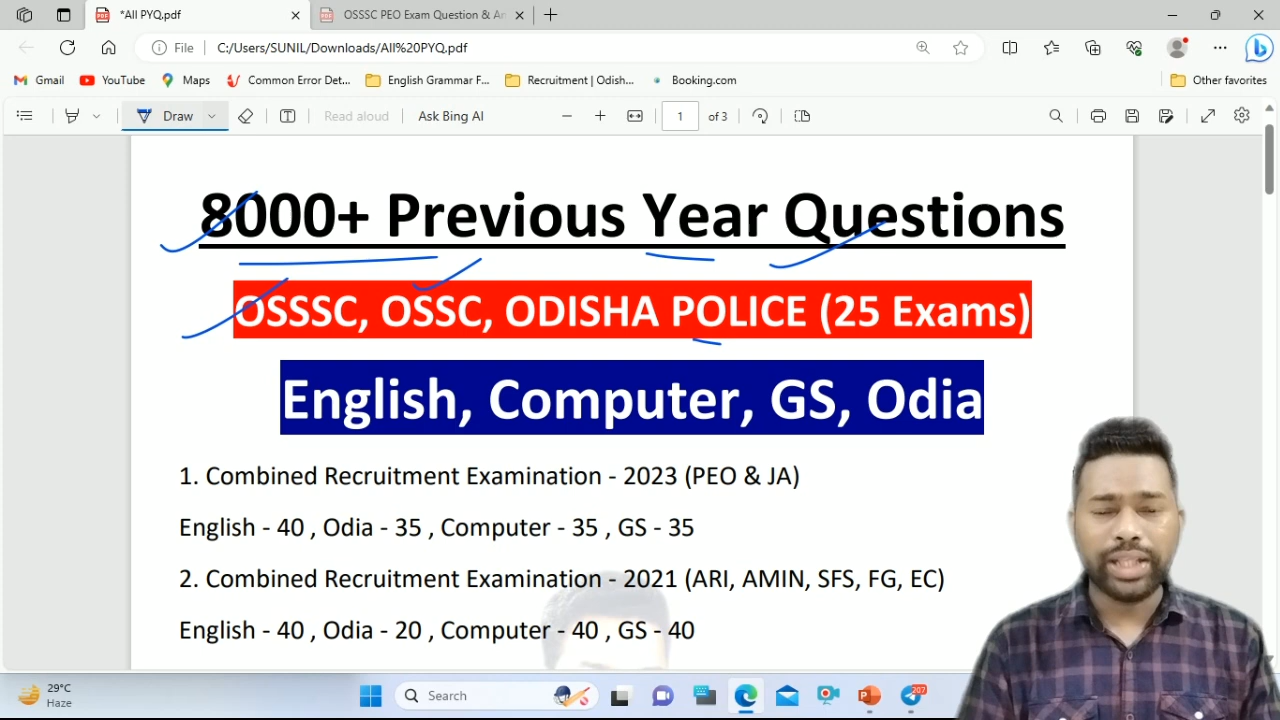 *All PYQ.pdf
OSSSC PEO Exam Question & An
File
C:/Users/SUNIL/Downloads/All%20PYQ.pdf
Gmail
YouTube
Maps
Common Error Det...
English Grammar F...
Recruitment | Odish...
Booking.com
Other favorites
Draw
Read aloud
Ask Bing AI
1
of 3
8000+ Previous Year Questions
OSSSC, OSSC, ODISHA POLICE (25 Exams)
English, Computer, GS, Odia
1. Combined Recruitment Examination - 2023 (PEO & JA)
English - 40 , Odia - 35 , Computer - 35 , GS - 35
2. Combined Recruitment Examination - 2021 (ARI, AMIN, SFS, FG, EC)
English - 40 , Odia - 20 , Computer - 40 , GS - 40
29°C
Haze
Search
207